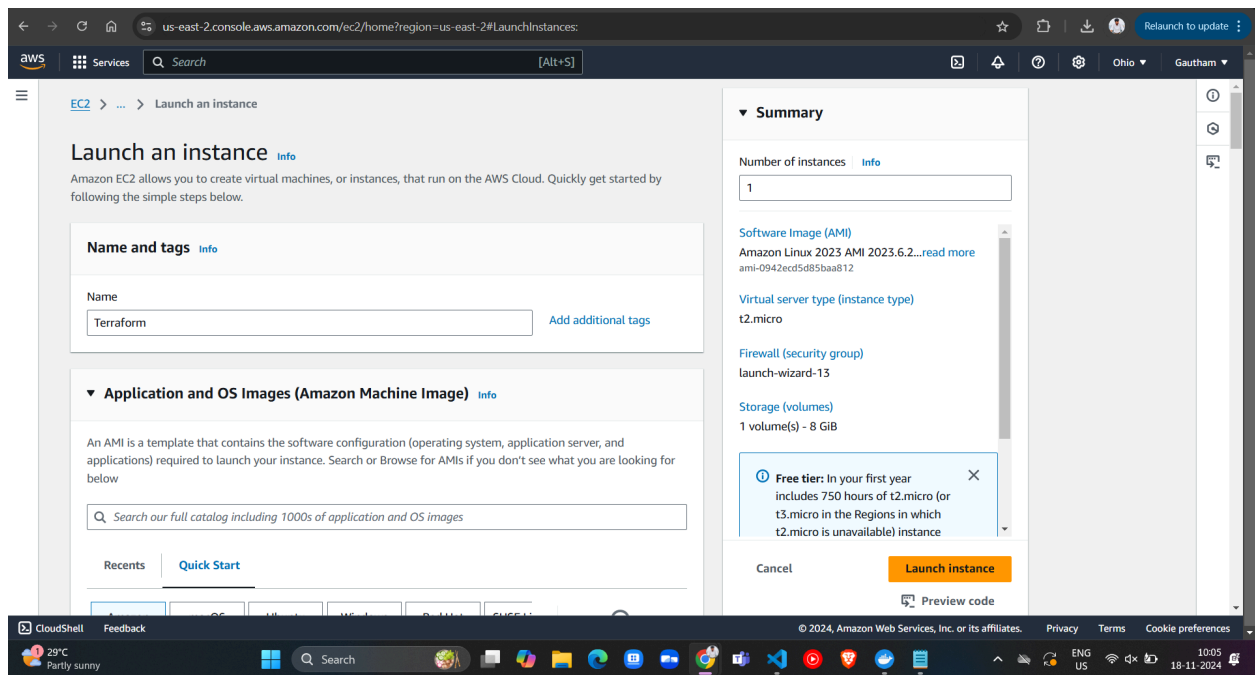 us-east-2.console.aws.amazon.com/ec2/home?region=us-east-2#LaunchInstances:
Relaunch to update
aws
Services
Search
[Alt+S]
Ohio
Gautham
EC2 > ... > Launch an instance
Launch an instance Info
Amazon EC2 allows you to create virtual machines, or instances, that run on the AWS Cloud. Quickly get started by
following the simple steps below.
Name and tags Info
Name
Terraform
Add additional tags
Application and OS Images (Amazon Machine Image) Info
An AMI is a template that contains the software configuration (operating system, application server, and
applications) required to launch your instance. Search or Browse for AMIs if you don't see what you are looking for
below
Search our full catalog including 1000s of application and OS images
Recents
Quick Start
Summary
Number of instances Info
1
Software Image (AMI)
Amazon Linux 2023 AMI 2023.6.2...read more
ami-0942ecd5d85baa812
Virtual server type (instance type)
t2.micro
Firewall (security group)
launch-wizard-13
Storage (volumes)
1 volume(s) - 8 GiB
Free tier: In your first year
includes 750 hours of t2.micro (or
t3.micro in the Regions in which
t2.micro is unavailable) instance
Cancel
Launch instance
Preview code
CloudShell
Feedback
© 2024, Amazon Web Services, Inc. or its affiliates.
Privacy
Terms
Cookie preferences
1
29°C
Partly sunny
Search
ENG
US
10:05
18-11-2024